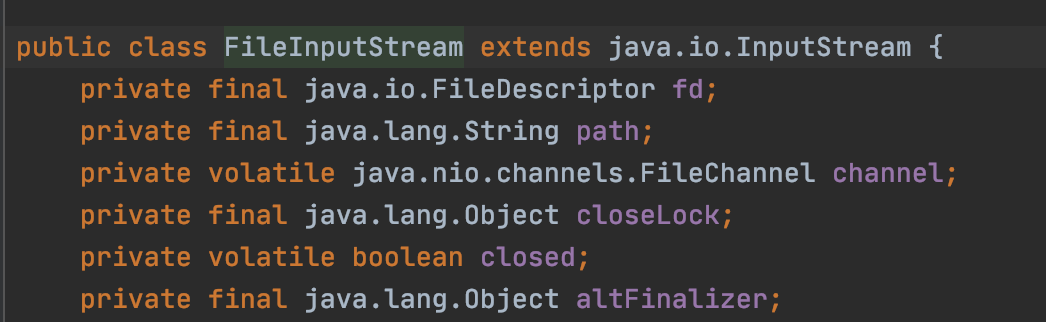 public class FileInputStream extends java.io.InputStream {
    private final java.io.FileDescriptor fd;
    private final java.lang.String path;
    private volatile java.nio.channels.FileChannel channel;
    private final java.lang.Object closeLock;
    private volatile boolean closed;
    private final java.lang.Object altFinalizer;